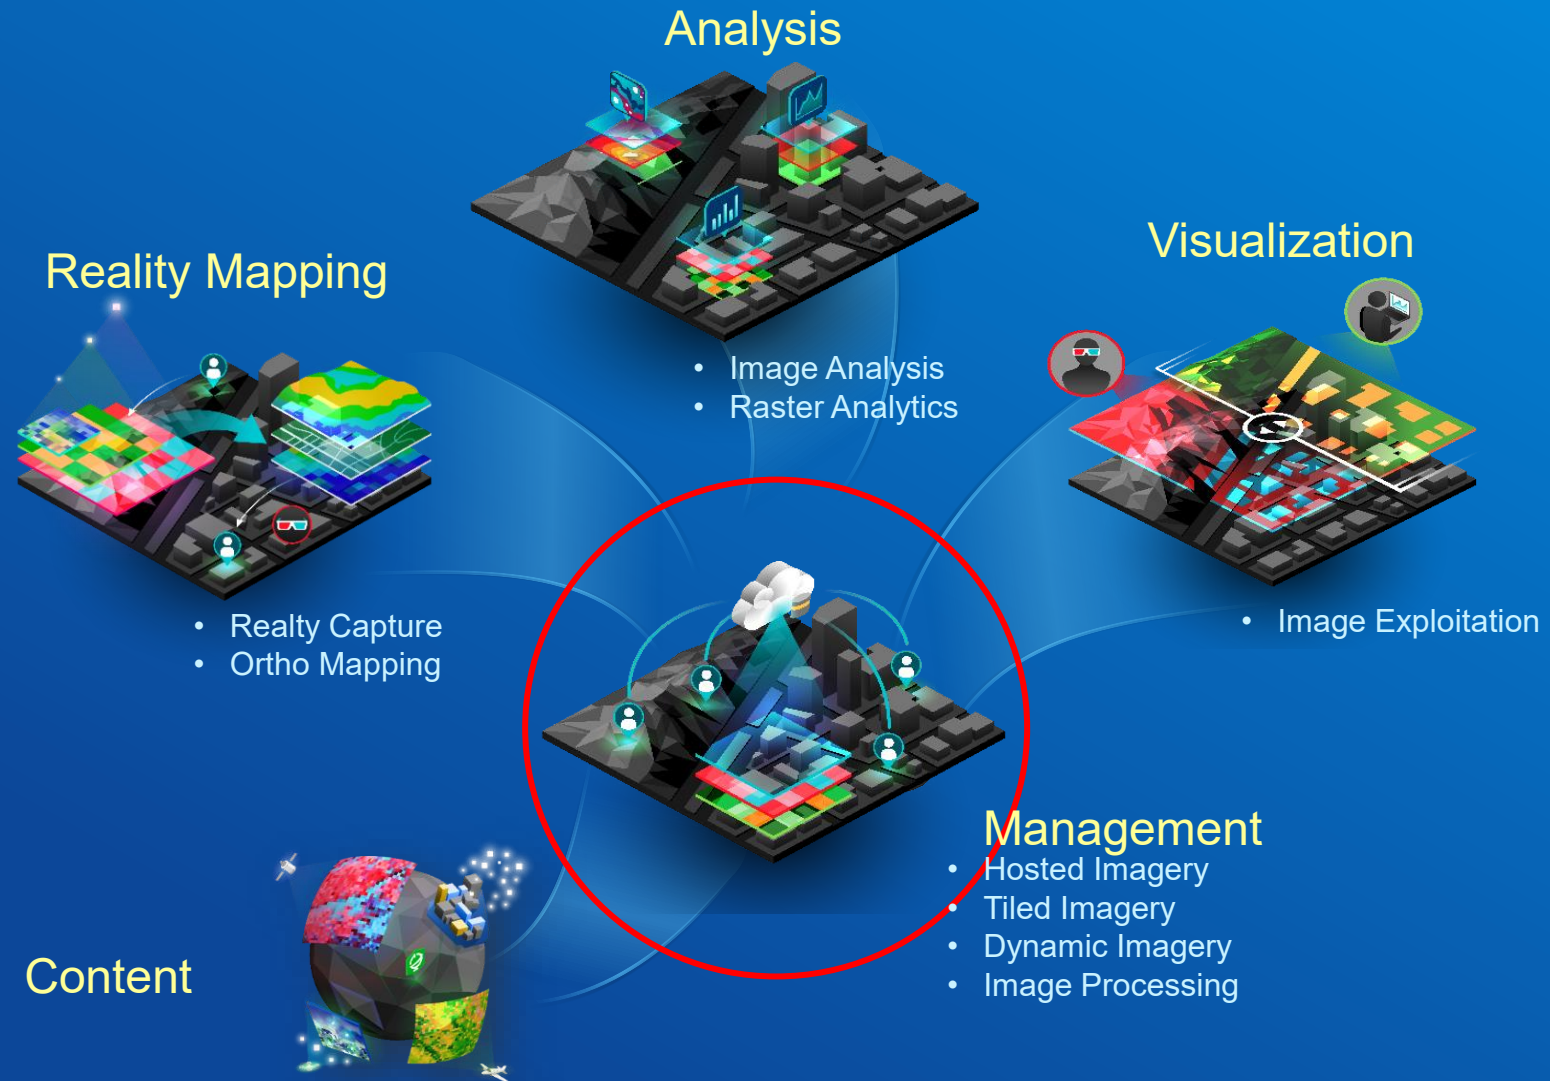 Analysis
• Image Analysis
• Raster Analytics
Visualization
• Image Exploitation
Reality Mapping
• Realty Capture
• Ortho Mapping
Management
• Hosted Imagery
• Tiled Imagery
• Dynamic Imagery
• Image Processing
Content